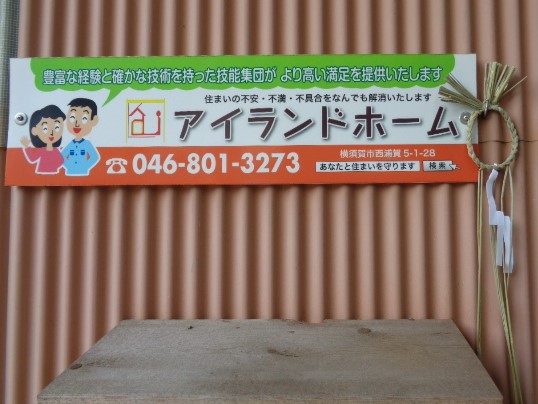 豊富な経験と確かな技術を持った技能集団が より高い満足を提供いたします
住まいの不安・不満・不具合をなんでも解消いたします
アイランドホーム
☎046-801-3273
横須賀市西浦賀 5-1-28
あなたと住まいを守ります 検索